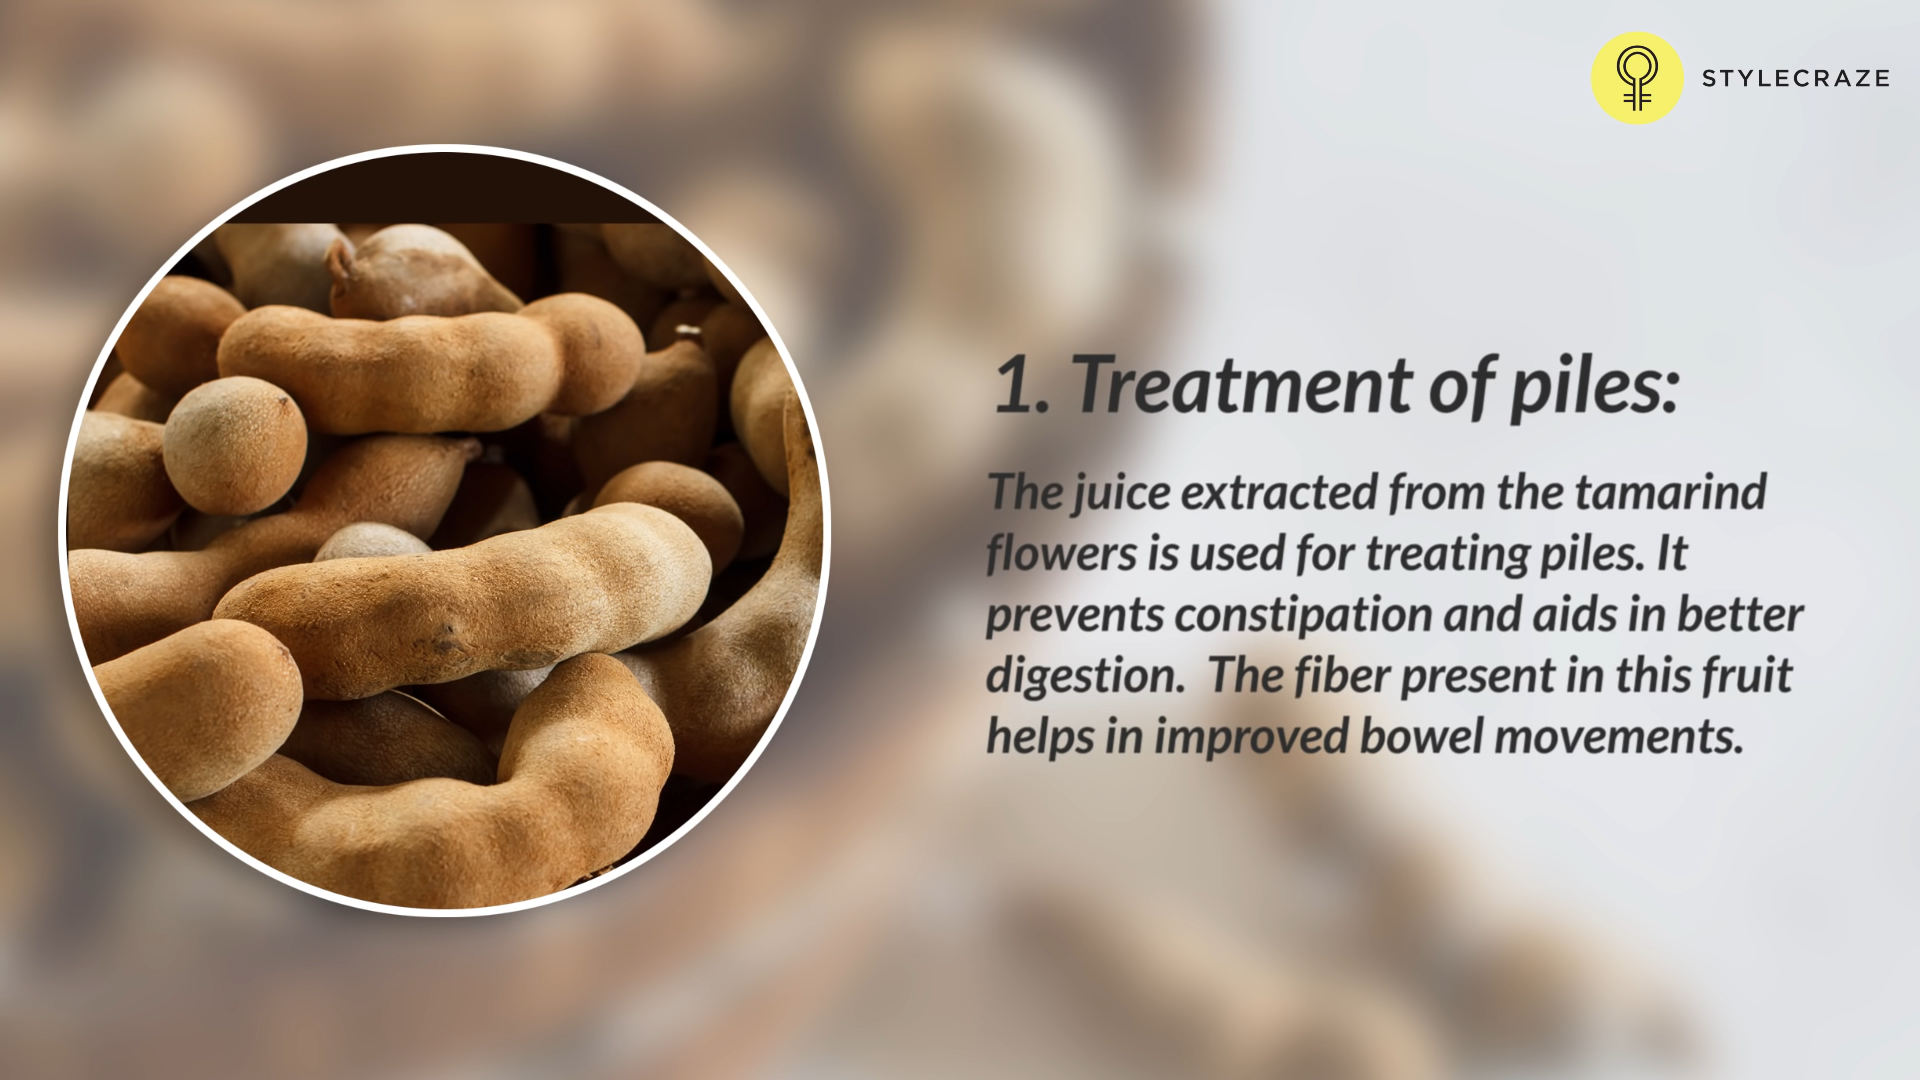 STYLECRAZE
1. Treatment of piles:
The juice extracted from the tamarind
flowers is used for treating piles. It
prevents constipation and aids in better
digestion.  The fiber present in this fruit
helps in improved bowel movements.